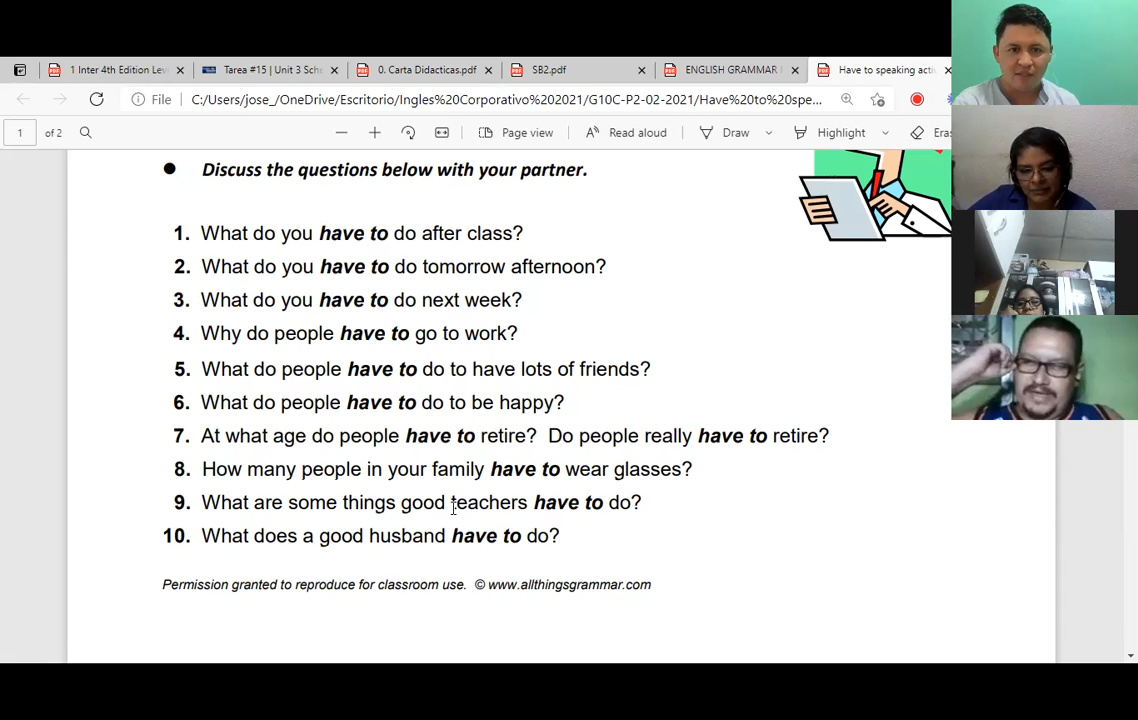 1 Inter 4th Edition Lev
Tarea #15 | Unit 3 Sche
0. Carta Didacticas.pdf
SB2.pdf
ENGLISH GRAMMAR
Have to speaking acti
File
C:/Users/jose_/OneDrive/Escritorio/Ingles%20Corporativo%202021/G10C-P2-02-2021/Have%20to%20spe...
1
of 2
Page view
Read aloud
Draw
Highlight
Eras
Discuss the questions below with your partner.
1. What do you have to do after class?
2. What do you have to do tomorrow afternoon?
3. What do you have to do next week?
4. Why do people have to go to work?
5. What do people have to do to have lots of friends?
6. What do people have to do to be happy?
7. At what age do people have to retire? Do people really have to retire?
8. How many people in your family have to wear glasses?
9. What are some things good teachers have to do?
10. What does a good husband have to do?
Permission granted to reproduce for classroom use. © www.allthingsgrammar.com